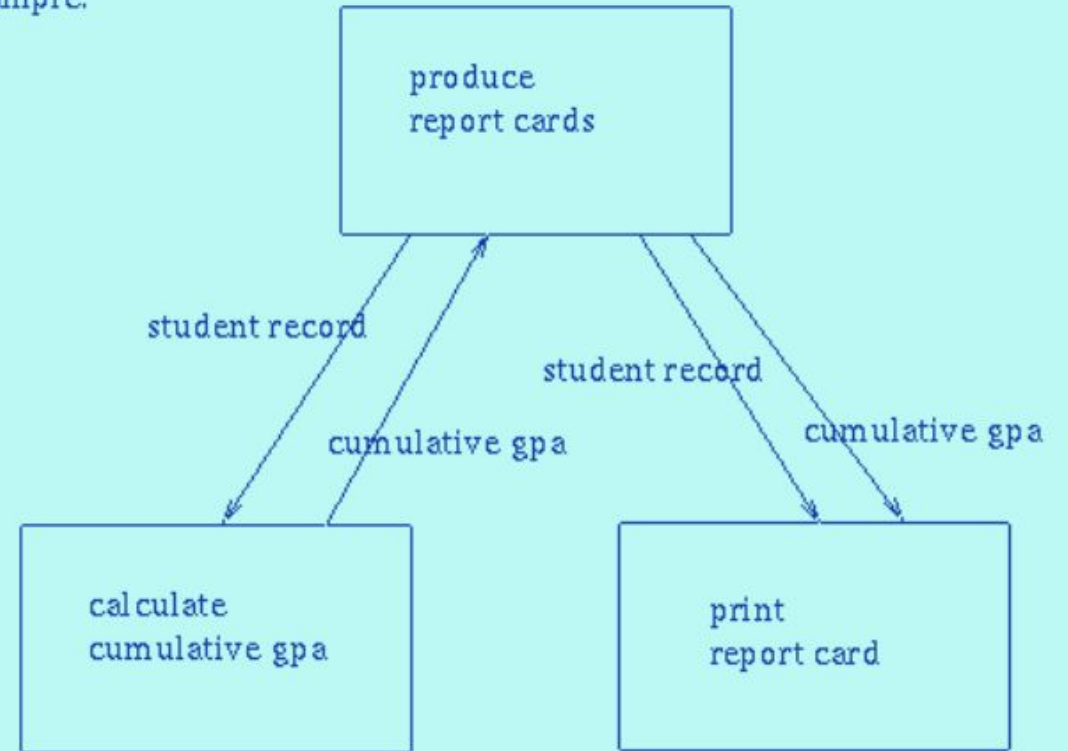 produce
report cards
student record
student record
cumulative gpa
cumulative gpa
calculate
cumulative gpa
print
report card